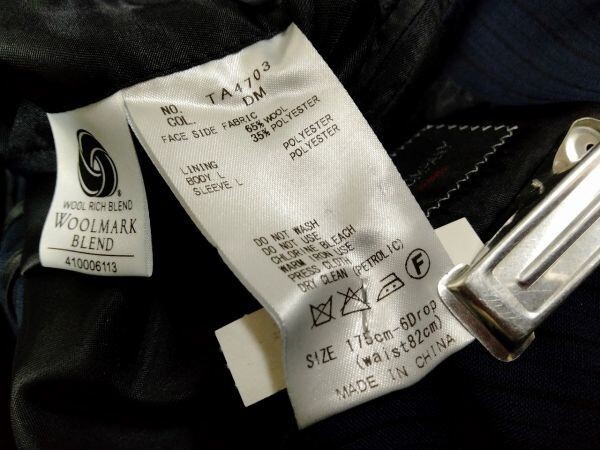 WOOL RICH BLEND
WOOLMARK
BLEND
410006113
NO. TA4703
COL. DM
FACE SIDE FABRIC
65% WOOL
35% POLYESTER
LINING
BODY L POLYESTER
SLEEVE L POLYESTER
DO NOT WASH
DO NOT USE
CHLORINE BLEACH
WARM IRON USE
PRESS CLOTH
DRY CLEAN (PETROLIC)
F
SIZE 175cm-6Drop
(waist82cm)
MADE IN CHINA